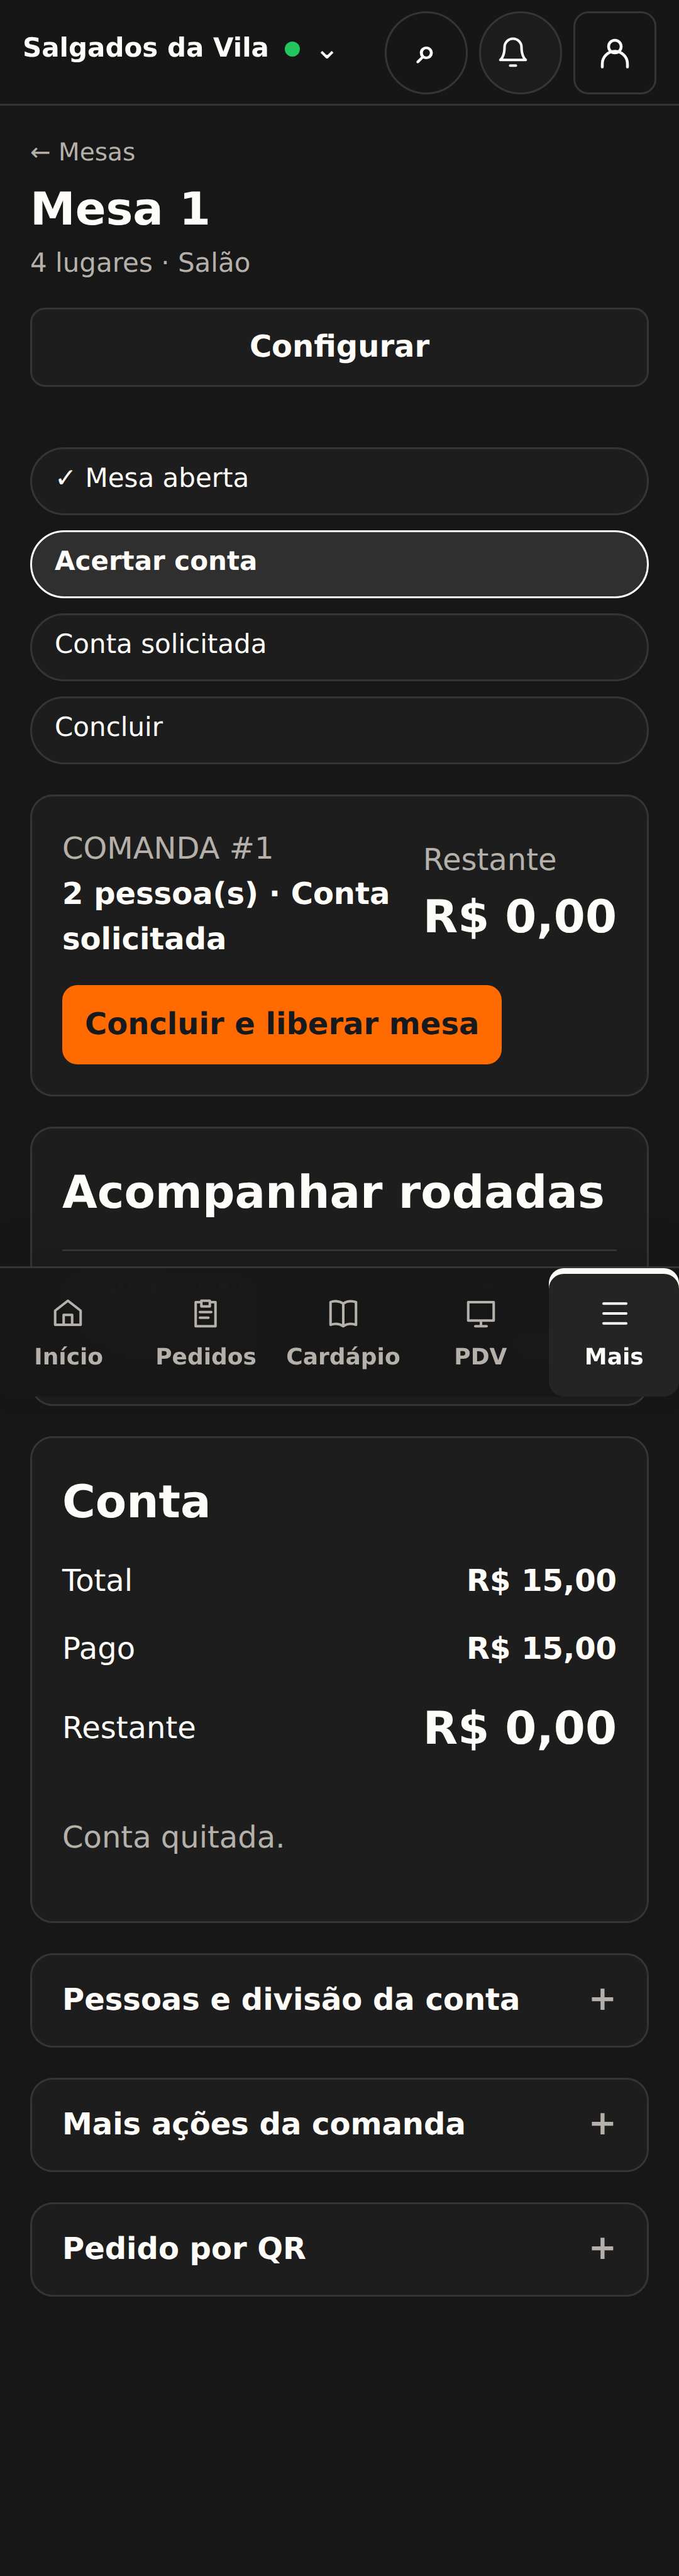 Salgados da Vila
← Mesas
Mesa 1
4 lugares · Salão
Configurar
✓ Mesa aberta
Acertar conta
Conta solicitada
Concluir
COMANDA #1
2 pessoa(s) · Conta
solicitada
Restante
R$ 0,00
Concluir e liberar mesa
Acompanhar rodadas
Início
Pedidos
Cardápio
PDV
Mais
Conta
Total R$ 15,00
Pago R$ 15,00
Restante R$ 0,00
Conta quitada.
Pessoas e divisão da conta +
Mais ações da comanda +
Pedido por QR +